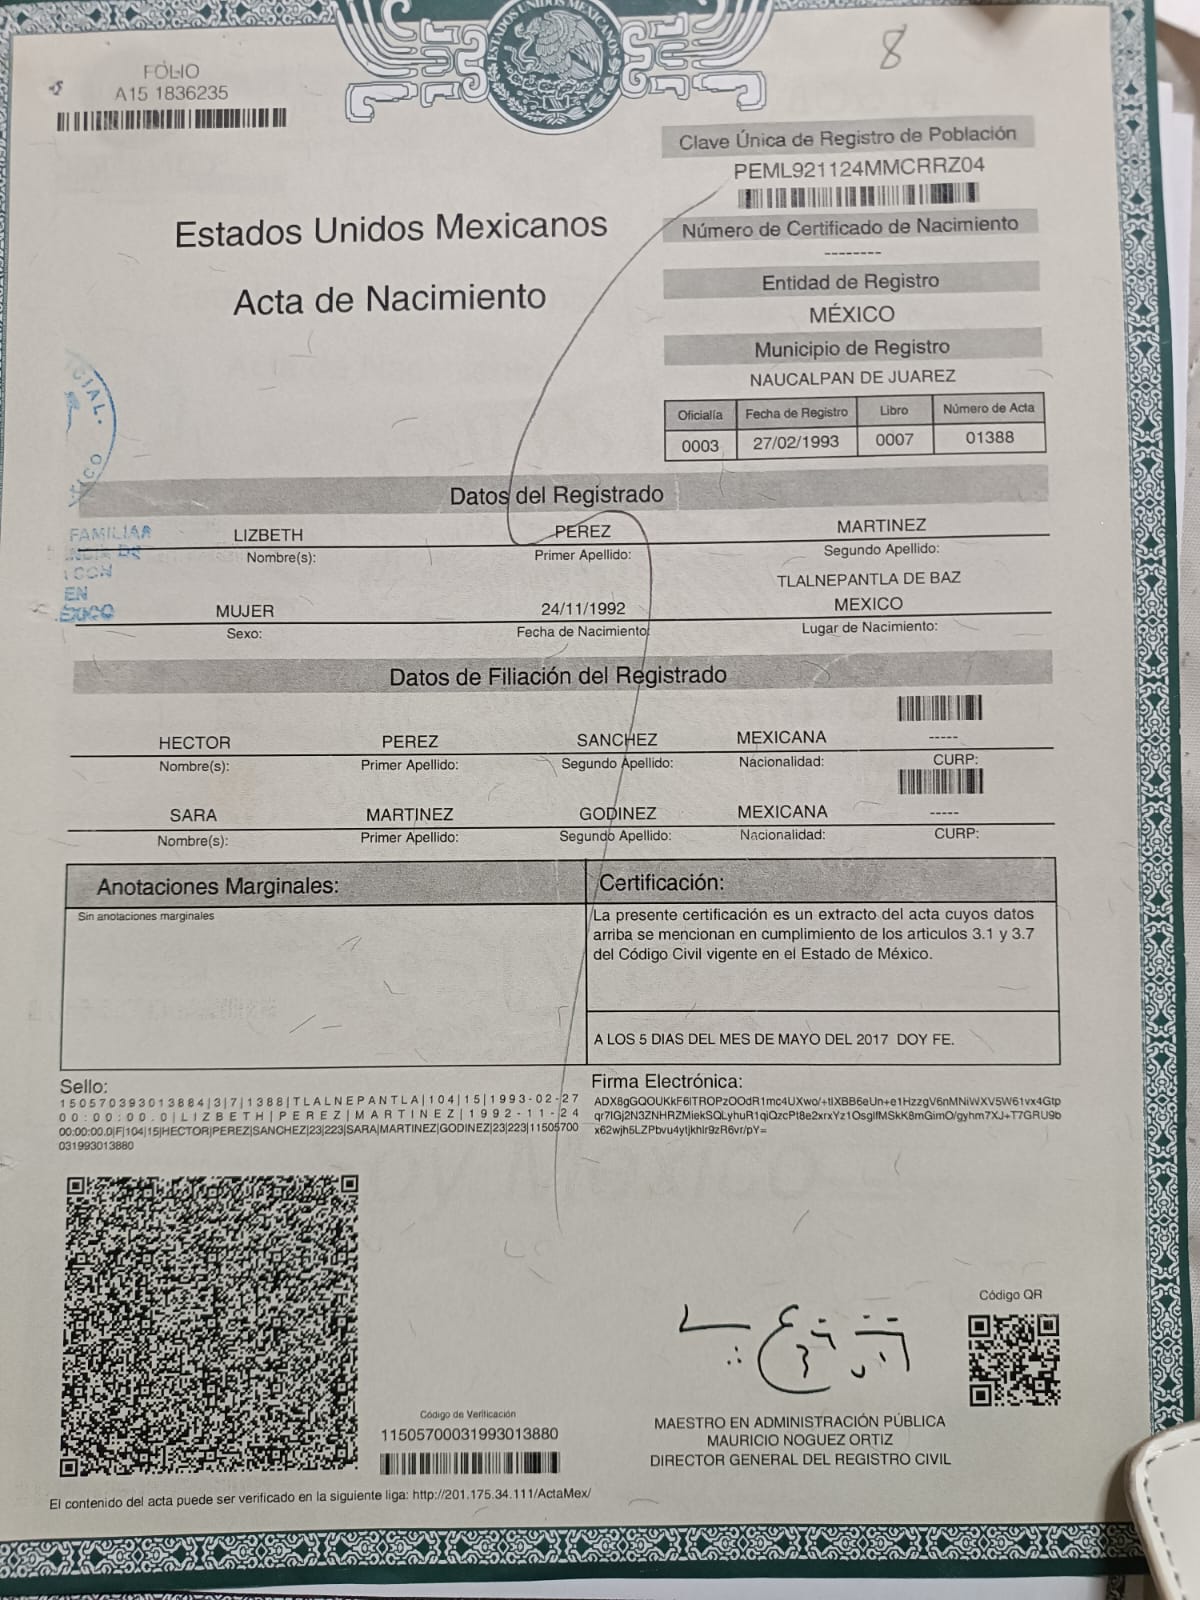 ESTADOS UNIDOS MEXICANOS
8
FOLIO
A15 1836235
Clave Única de Registro de Población
PEML921124MMCRRZ04
Número de Certificado de Nacimiento
--------
Estados Unidos Mexicanos
Acta de Nacimiento
Entidad de Registro
MÉXICO
Municipio de Registro
NAUCALPAN DE JUAREZ
Oficialía Fecha de Registro Libro Número de Acta
0003 27/02/1993 0007 01388
Datos del Registrado
LIZBETH PEREZ MARTINEZ
Nombre(s): Primer Apellido: Segundo Apellido:
TLALNEPANTLA DE BAZ
MUJER 24/11/1992 MEXICO
Sexo: Fecha de Nacimiento: Lugar de Nacimiento:
FAMILIAR
DE
EN
Datos de Filiación del Registrado
HECTOR PEREZ SANCHEZ MEXICANA -----
Nombre(s): Primer Apellido: Segundo Apellido: Nacionalidad: CURP:
SARA MARTINEZ GODINEZ MEXICANA -----
Nombre(s): Primer Apellido: Segundo Apellido: Nacionalidad: CURP:
Anotaciones Marginales:
Sin anotaciones marginales
Certificación:
La presente certificación es un extracto del acta cuyos datos
arriba se mencionan en cumplimiento de los articulos 3.1 y 3.7
del Código Civil vigente en el Estado de México.
A LOS 5 DIAS DEL MES DE MAYO DEL 2017 DOY FE.
Sello:
150570393013884|3|7|1388|TLALNEPANTLA|104|15|1993-02-27
00:00:00.0|LIZBETH|PEREZ|MARTINEZ|1992-11-24
00:00:00.0|F|104|15|HECTOR|PEREZ|SANCHEZ|23|223|SARA|MARTINEZ|GODINEZ|23|223|11505700
031993013880
Firma Electrónica:
Código QR
Código de Verificación
11505700031993013880
MAESTRO EN ADMINISTRACIÓN PÚBLICA
MAURICIO NOGUEZ ORTIZ
DIRECTOR GENERAL DEL REGISTRO CIVIL
El contenido del acta puede ser verificado en la siguiente liga: http://201.175.34.111/ActaMex/